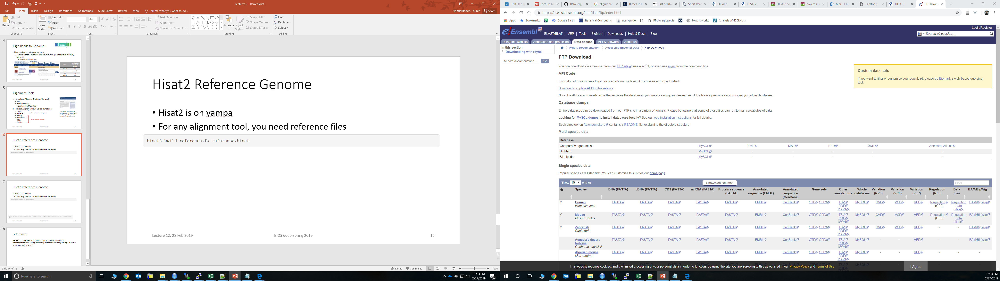 lecture12 - PowerPoint
File Home Insert Design Transitions Animations Slide Show Review View Tell me what you want to do...
Vanderlinden, Lauren Share
Paste
Cut
Copy
Format Painter
Clipboard
New Slide
Layout
Reset
Section
Slides
44
Font
Text Direction
Align Text
Convert to SmartArt
Paragraph
Arrange
Quick Styles
Shape Fill
Shape Outline
Shape Effects
Drawing
Find
Replace
Select
Editing
14
Align Reads to Genome
• Align reads to a reference genome
15
Alignment Tools
1. Unspliced Aligners (No Gaps Allowed)
• BWA
• Bowtie/Bowtie2
• Novoalign, SeqMap, SEAL
2. Spliced Aligners (Allows Splice -Junctions)
• Erange
• SpliceSeq
• BBMap
• Hisat/Hisat2
• STAR
• TopHat
16
Hisat2 Reference Genome
• Hisat2 is on yampa
• For any alignment tool, you need reference files
17
Hisat2 Reference Genome
• Hisat2 is on yampa
• For any alignment tool, you need reference files
18
Reference
Hansen KD, Brenner SE, Dudoit S (2010). Biases in Illumina
transcriptome sequencing caused by random hexamer priming. Nucleic
Acids Res. 38(12):e131.
Hisat2 Reference Genome
• Hisat2 is on yampa
• For any alignment tool, you need reference files
hisat2-build reference.fa reference.hisat
Lecture 12: 28 Feb 2019 BIOS 6660 Spring 2019 16
Slide 16 of 18
Notes Comments 107%
Type here to search
12:03 PM
2/27/2019
RNA-seq Lecture-N RNASeq_S alignment Biases in List of RN Short Rea HISAT2 HISAT2 HISAT2 co how to in Mail - LAU Samtools HISAT2 FTP Down
https://uswest.ensembl.org/info/data/ftp/index.html
Apps Bookmarks Google Earth Statistical Computing user guide RNA-seqlopedia How it works Analysis of 450k data
Login/Register
e!Ensembl
BLAST/BLAT | VEP | Tools | BioMart | Downloads | Help & Docs | Blog
Search all species...
Using this website Annotation and prediction Data access API & software About us
In this section
Downloading with rsync
Search documentation... Go
Help & Documentation Accessing Ensembl Data FTP Download
FTP Download
You can download via a browser from our FTP site, use a script, or even use rsync from the command line.
API Code
If you do not have access to git, you can obtain our latest API code as a gzipped tarball:
Download complete API for this release
Note: the API version needs to be the same as the databases you are accessing, so please use git to obtain a previous version if querying older databases.
Custom data sets
If you want to filter or customise your download, please try Biomart, a web-based querying
tool.
Database dumps
Entire databases can be downloaded from our FTP site in a variety of formats. Please be aware that some of these files can run to many gigabytes of data.
Looking for MySQL dumps to install databases locally? See our web installation instructions for full details.
Each directory on ftp.ensembl.org contains a README file, explaining the directory structure.
Multi-species data
Database
Comparative genomics MySQL EMF MAF BED XML Ancestral Alleles
BioMart MySQL - - - - -
Stable ids MySQL - - - - -
Single species data
Popular species are listed first. You can customise this list via our home page
Show 10 entries Show/hide columns Filter
Species DNA (FASTA) cDNA (FASTA) CDS (FASTA) ncRNA (FASTA) Protein sequence (FASTA) Annotated sequence (EMBL) Annotated sequence (GenBank) Gene sets Other annotations Whole databases Variation (GVF) Variation (VCF) Variation (VEP) Regulation (GFF) Data files BAM/BigWig
Y Human Homo sapiens FASTA FASTA FASTA FASTA FASTA EMBL GenBank GTF GFF3 TSV RDF JSON MySQL GVF VCF VEP Regulation (GFF) Regulation data files BAM/BigWig
Y Mouse Mus musculus FASTA FASTA FASTA FASTA FASTA EMBL GenBank GTF GFF3 TSV RDF JSON MySQL GVF VCF VEP Regulation (GFF) Regulation data files BAM/BigWig
Y Zebrafish Danio rerio FASTA FASTA FASTA FASTA FASTA EMBL GenBank GTF GFF3 TSV RDF JSON MySQL GVF VCF VEP - - BAM/BigWig
Agassiz's desert tortoise Gopherus agassizii FASTA FASTA FASTA FASTA FASTA EMBL GenBank GTF GFF3 TSV RDF JSON MySQL - - VEP - - BAM/BigWig
Algerian mouse Mus spretus FASTA FASTA FASTA FASTA FASTA EMBL GenBank GTF GFF3 TSV RDF JSON MySQL - - VEP - - -
This website requires cookies, and the limited processing of your personal data in order to function. By using the site you are agreeing to this as outlined in our Privacy Policy and Terms of Use
I Agree
12:03 PM
2/27/2019